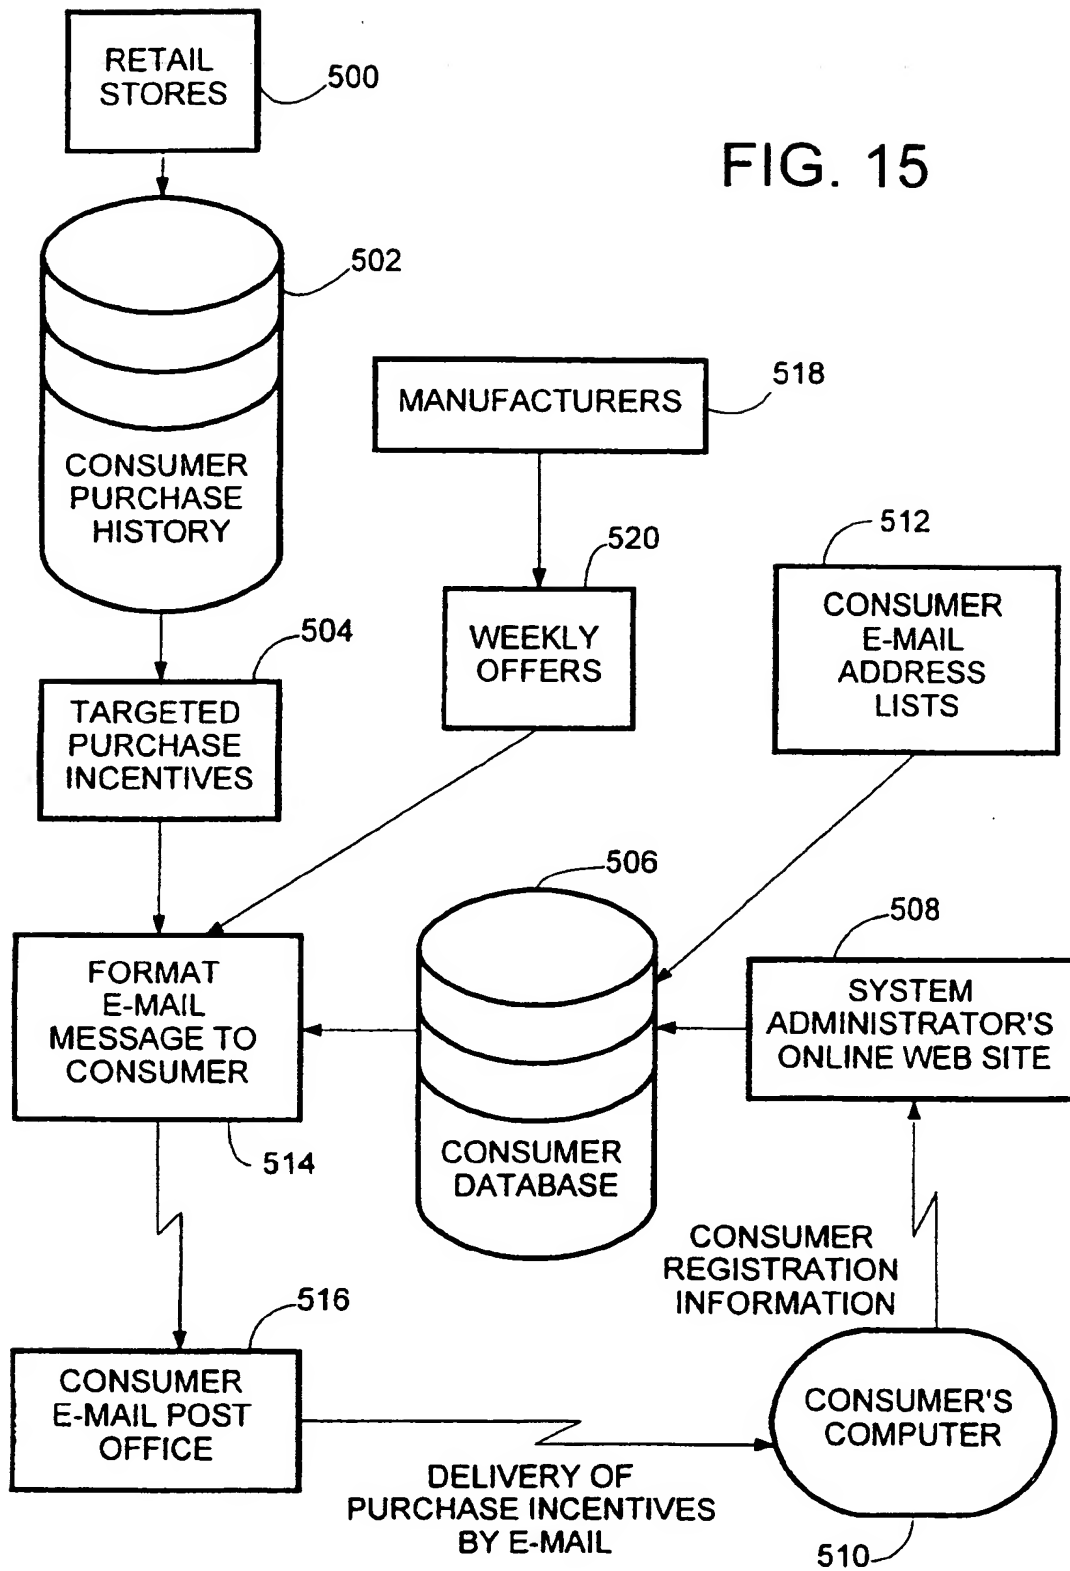 RETAIL
STORES
500
FIG. 15
502
CONSUMER
PURCHASE
HISTORY
MANUFACTURERS
518
520
WEEKLY
OFFERS
512
CONSUMER
E-MAIL
ADDRESS
LISTS
504
TARGETED
PURCHASE
INCENTIVES
506
508
FORMAT
E-MAIL
MESSAGE TO
CONSUMER
514
CONSUMER
DATABASE
SYSTEM
ADMINISTRATOR'S
ONLINE WEB SITE
CONSUMER
REGISTRATION
INFORMATION
516
CONSUMER
E-MAIL POST
OFFICE
DELIVERY OF
PURCHASE INCENTIVES
BY E-MAIL
CONSUMER'S
COMPUTER
510